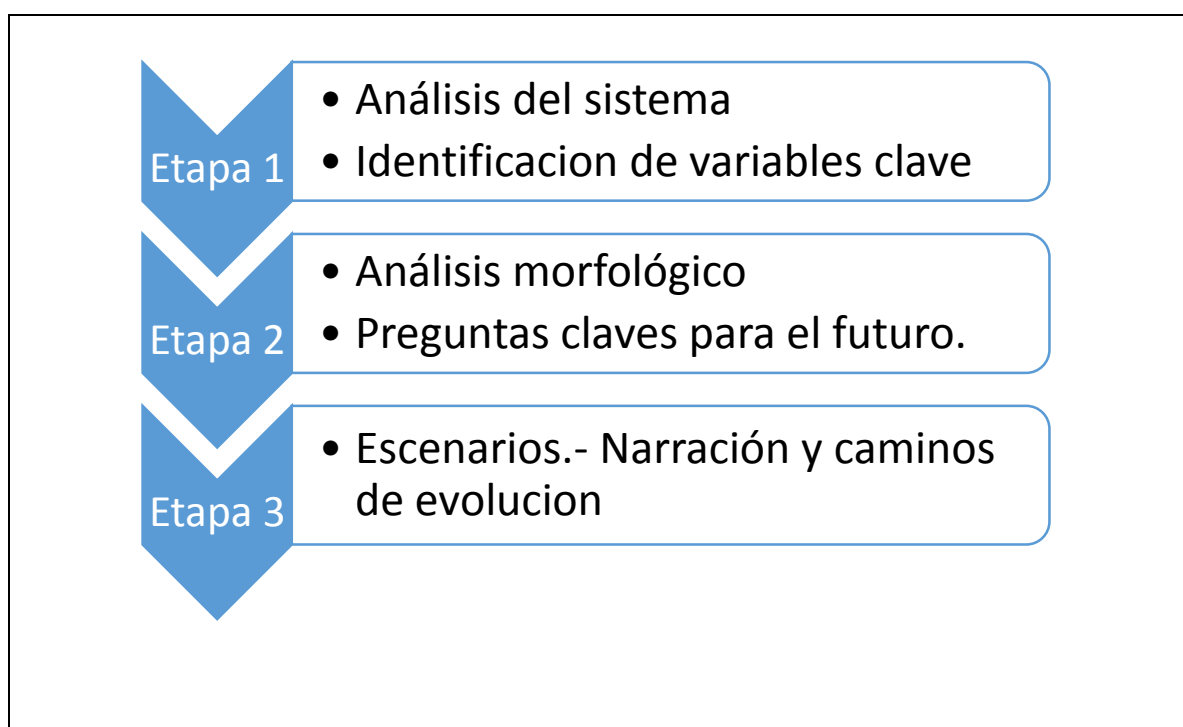 Etapa 1
• Análisis del sistema
• Identificacion de variables clave
Etapa 2
• Análisis morfológico
• Preguntas claves para el futuro.
Etapa 3
• Escenarios.- Narración y caminos
de evolucion